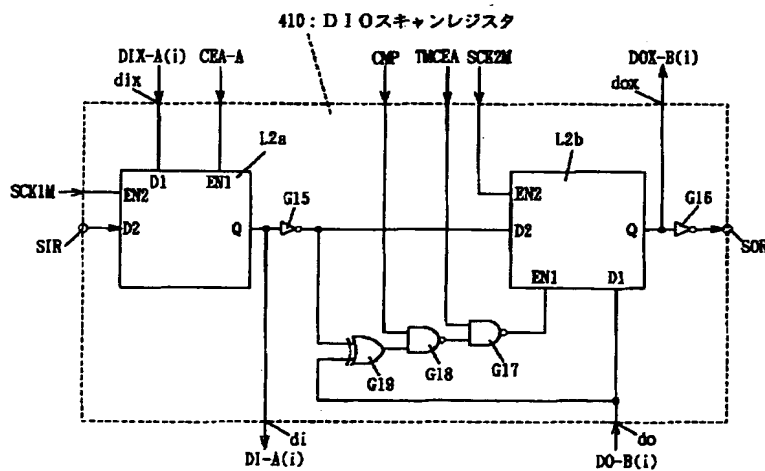 410:DIOスキャンレジスタ
DIX-A(i) CEA-A CMP TMCEA SCK2M DOX-B(i)
dix dox
L2a L2b
D1 EN1
SCK1M EN2 G15 EN2 G16
SIR D2 Q D2 Q SOR
EN1 D1
G19 G18 G17
di do
DI-A(i) DO-B(i)